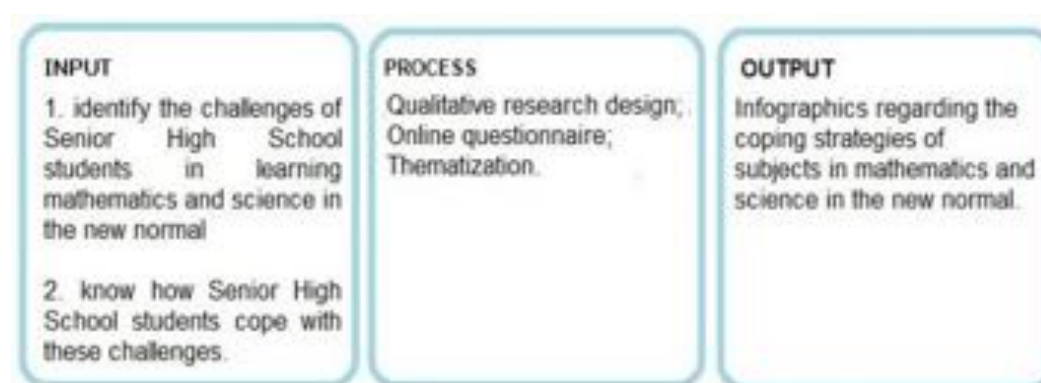 INPUT
1. identify the challenges of
Senior High School
students in learning
mathematics and science in
the new normal
2. know how Senior High
School students cope with
these challenges.
PROCESS
Qualitative research design;
Online questionnaire;
Thematization.
OUTPUT
Infographics regarding the
coping strategies of
subjects in mathematics and
science in the new normal.